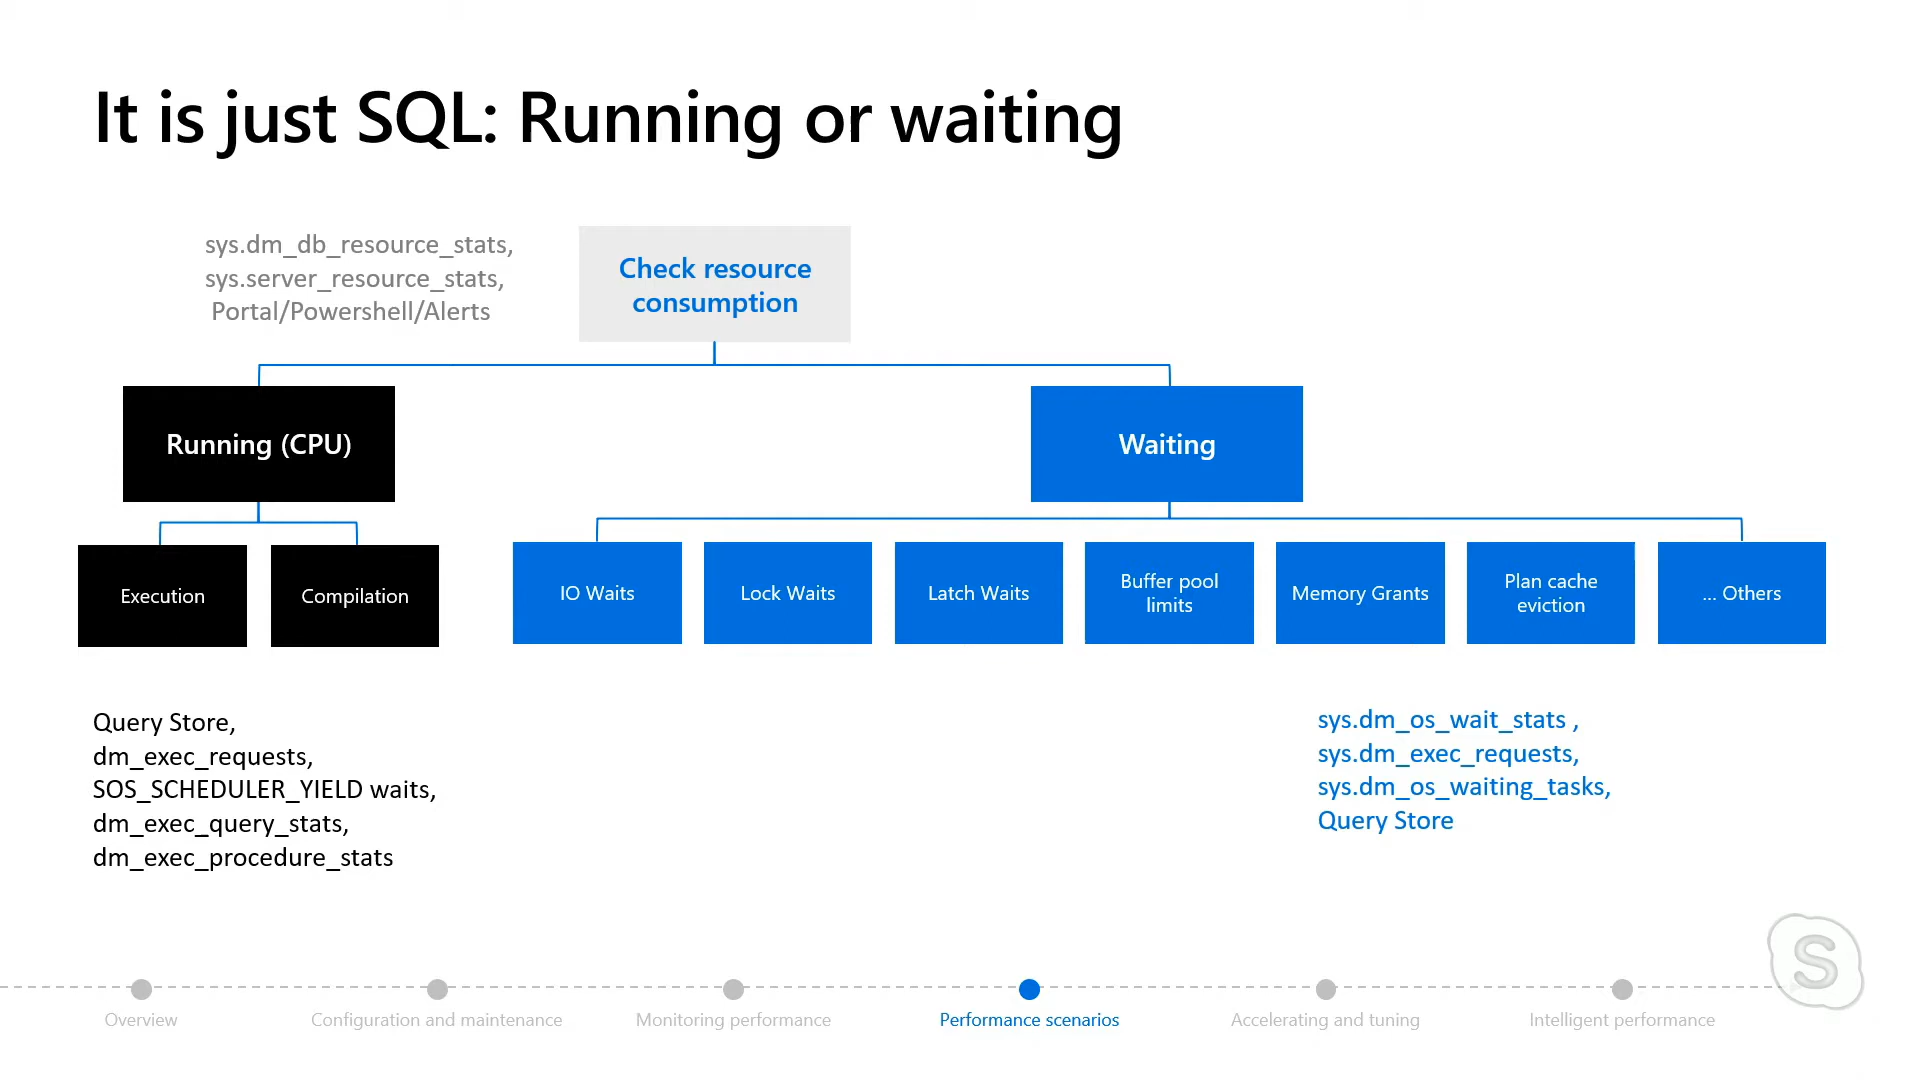 It is just SQL: Running or waiting
sys.dm_db_resource_stats,
sys.server_resource_stats,
Portal/Powershell/Alerts
Check resource
consumption
Running (CPU)
Waiting
Execution
Compilation
IO Waits
Lock Waits
Latch Waits
Buffer pool
limits
Memory Grants
Plan cache
eviction
... Others
Query Store,
dm_exec_requests,
SOS_SCHEDULER_YIELD waits,
dm_exec_query_stats,
dm_exec_procedure_stats
sys.dm_os_wait_stats ,
sys.dm_exec_requests,
sys.dm_os_waiting_tasks,
Query Store
S
Overview
Configuration and maintenance
Monitoring performance
Performance scenarios
Accelerating and tuning
Intelligent performance